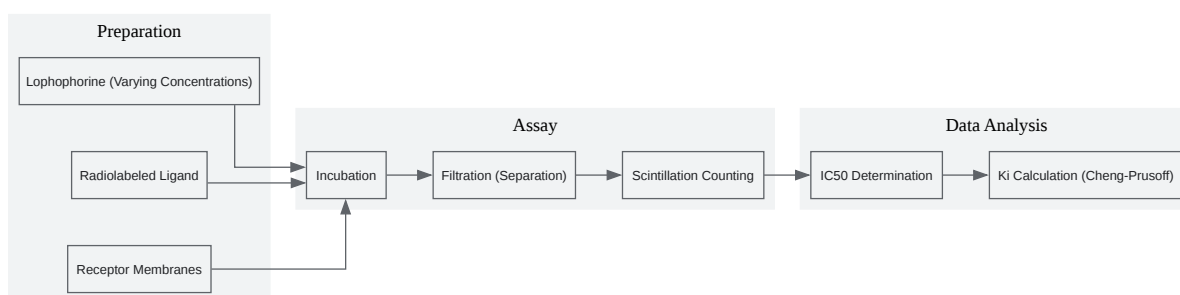 Preparation
Lophophorine (Varying Concentrations)
Radiolabeled Ligand
Receptor Membranes
Assay
Incubation
Filtration (Separation)
Scintillation Counting
Data Analysis
IC50 Determination
Ki Calculation (Cheng-Prusoff)